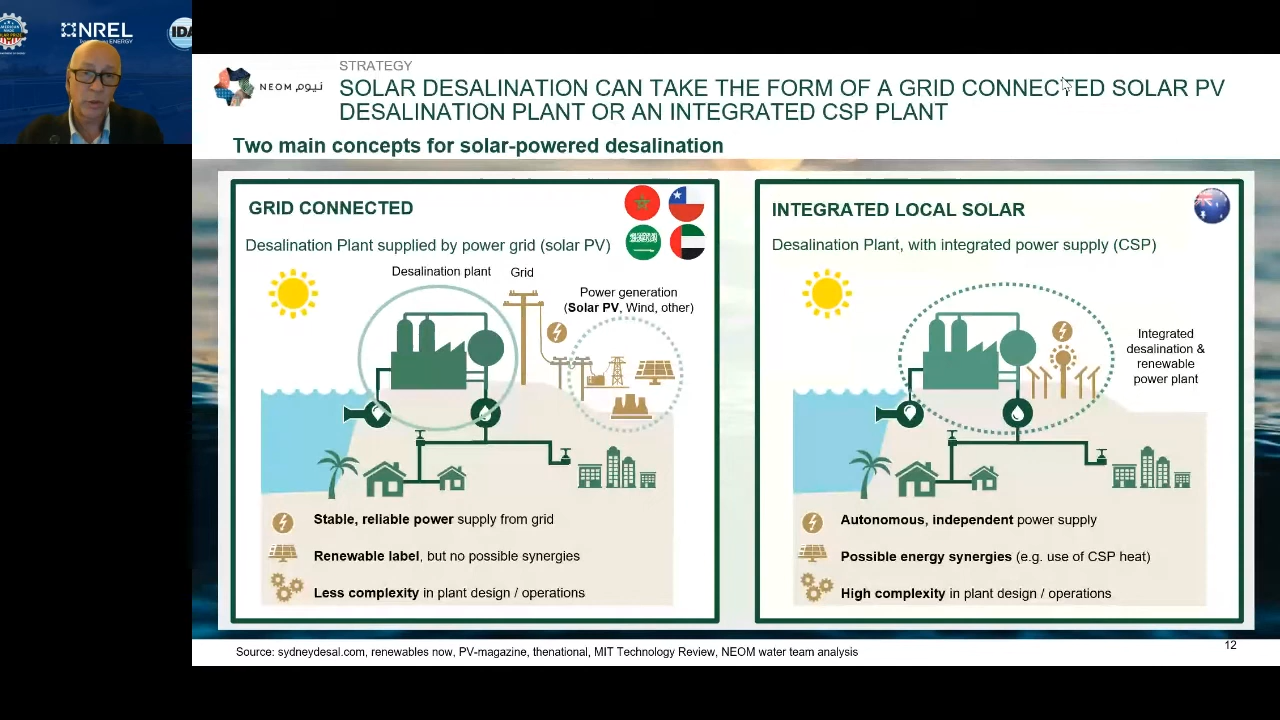 NREL
IDA
NEOM نيوم
STRATEGY
SOLAR DESALINATION CAN TAKE THE FORM OF A GRID CONNECTED SOLAR PV
DESALINATION PLANT OR AN INTEGRATED CSP PLANT
Two main concepts for solar-powered desalination
GRID CONNECTED
Desalination Plant supplied by power grid (solar PV)
Desalination plant
Grid
Power generation
(Solar PV, Wind, other)
Stable, reliable power supply from grid
Renewable label, but no possible synergies
Less complexity in plant design / operations
INTEGRATED LOCAL SOLAR
Desalination Plant, with integrated power supply (CSP)
Integrated
desalination &
renewable
power plant
Autonomous, independent power supply
Possible energy synergies (e.g. use of CSP heat)
High complexity in plant design / operations
12
Source: sydneydesal.com, renewables now, PV-magazine, thenational, MIT Technology Review, NEOM water team analysis